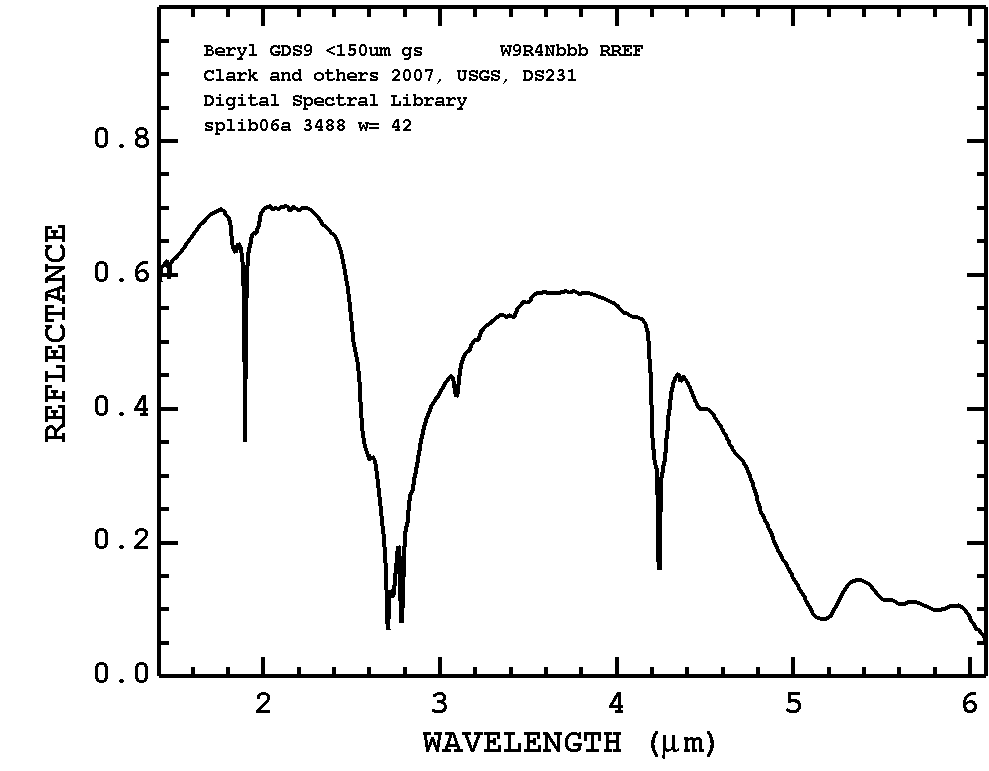 Beryl GDS9 <150um gs W9R4Nbbb RREF
Clark and others 2007, USGS, DS231
Digital Spectral Library
splib06a 3488 w= 42
0.8
0.6
0.4
0.2
0.0
REFLECTANCE
2 3 4 5 6
WAVELENGTH (μm)